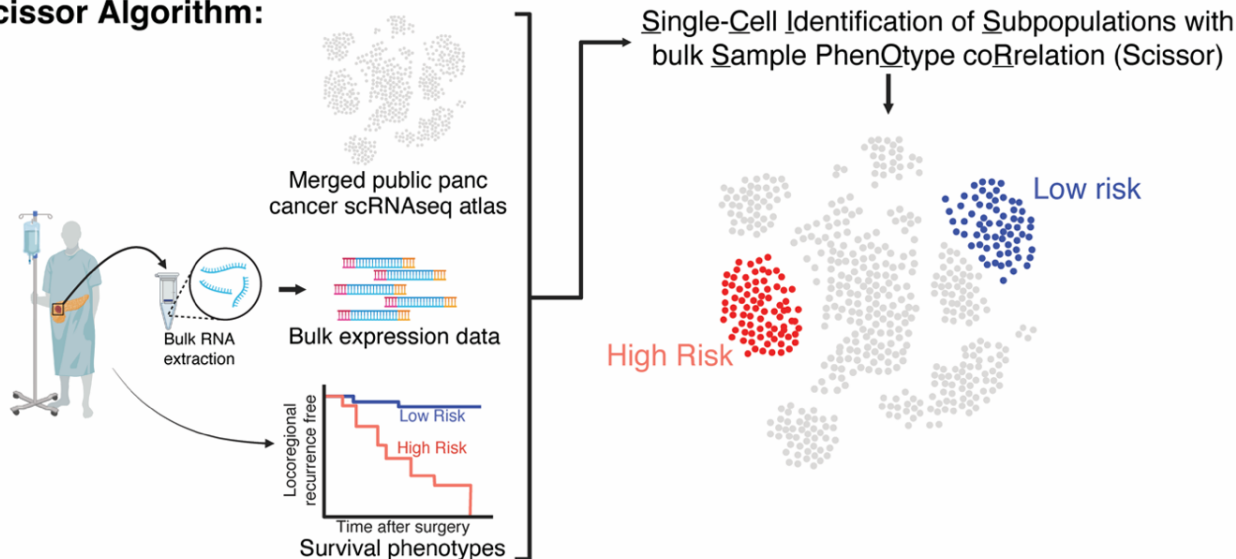 cissor Algorithm:
Single-Cell Identification of Subpopulations with
bulk Sample PhenOtype coRrelation (Scissor)
Merged public panc
cancer scRNAseq atlas
Bulk RNA
extraction
Bulk expression data
Locoregional
recurrence free
Low Risk
High Risk
Time after surgery
Survival phenotypes
Low risk
High Risk